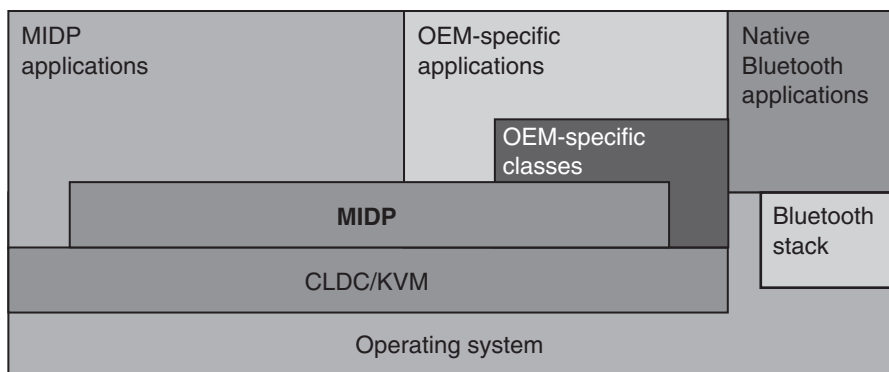 MIDP
applications
OEM-specific
applications
Native
Bluetooth
applications
OEM-specific
classes
MIDP
Bluetooth
stack
CLDC/KVM
Operating system